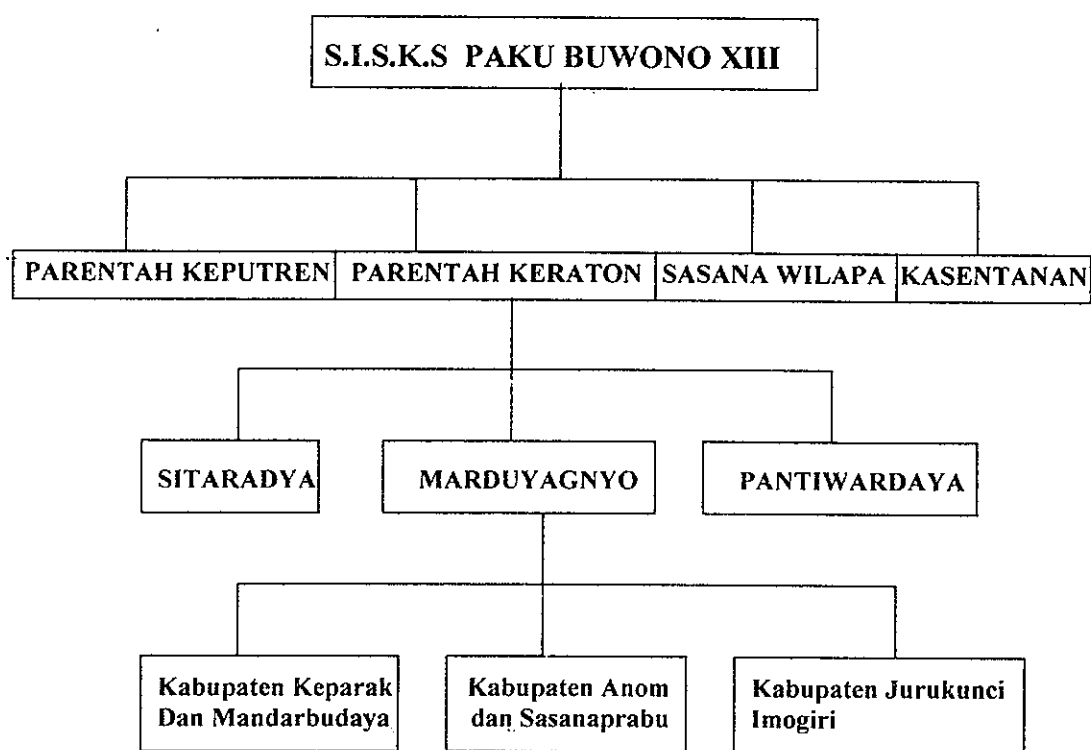 S.I.S.K.S PAKU BUWONO XIII
PARENTAH KEPUTREN
PARENTAH KERATON
SASANA WILAPA
KASENTANAN
SITARADYA
MARDUYAGNYO
PANTIWARDAYA
Kabupaten Keparak
Dan Mandarbudaya
Kabupaten Anom
dan Sasanaprabu
Kabupaten Jurukunci
Imogiri